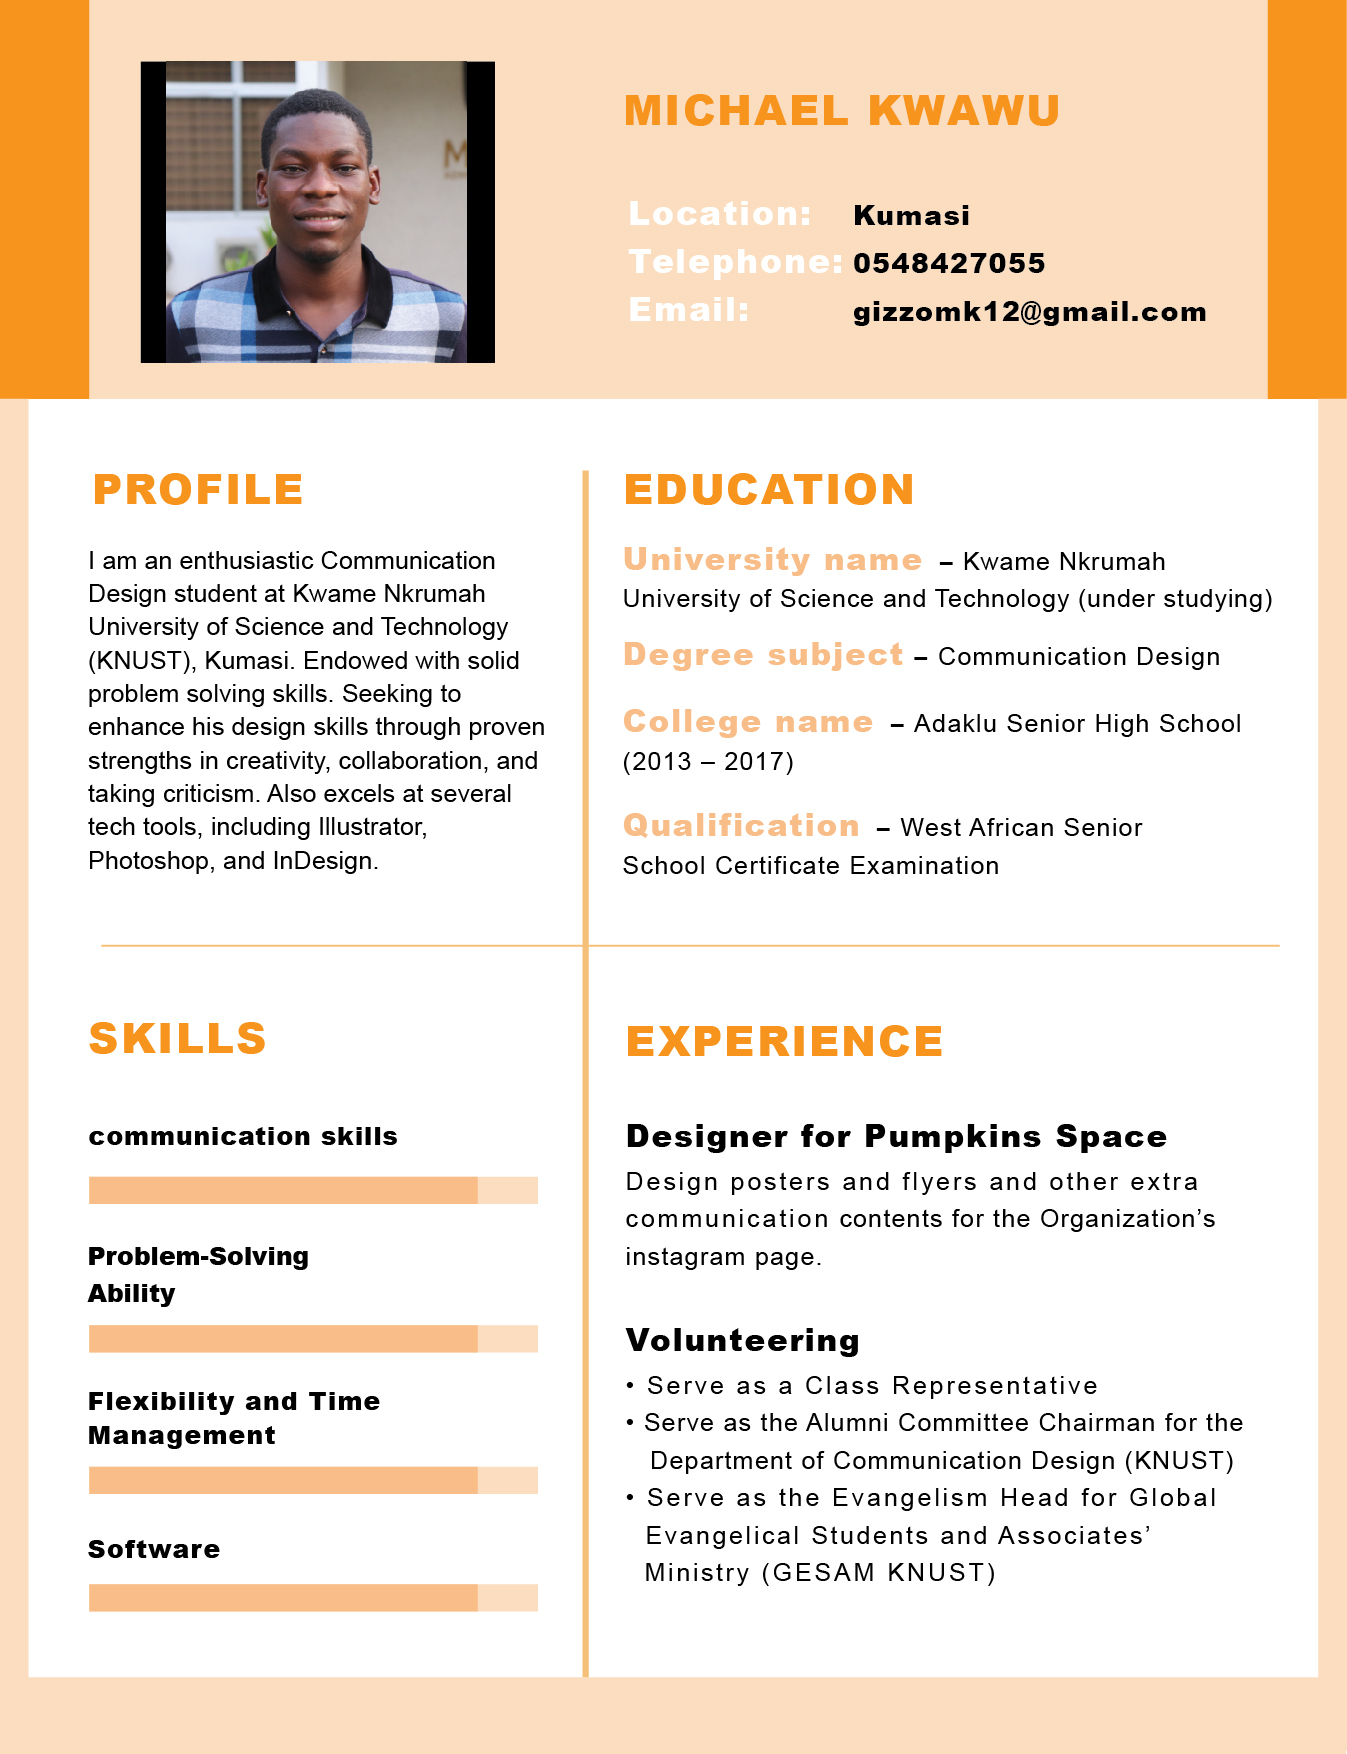 MICHAEL KWAWU
Location: Kumasi
Telephone: 0548427055
Email: gizzomk12@gmail.com
PROFILE
I am an enthusiastic Communication
Design student at Kwame Nkrumah
University of Science and Technology
(KNUST), Kumasi. Endowed with solid
problem solving skills. Seeking to
enhance his design skills through proven
strengths in creativity, collaboration, and
taking criticism. Also excels at several
tech tools, including Illustrator,
Photoshop, and InDesign.
EDUCATION
University name – Kwame Nkrumah
University of Science and Technology (under studying)
Degree subject – Communication Design
College name – Adaklu Senior High School
(2013 – 2017)
Qualification – West African Senior
School Certificate Examination
SKILLS
communication skills
Problem-Solving
Ability
Flexibility and Time
Management
Software
EXPERIENCE
Designer for Pumpkins Space
Design posters and flyers and other extra
communication contents for the Organization’s
instagram page.
Volunteering
• Serve as a Class Representative
• Serve as the Alumni Committee Chairman for the
Department of Communication Design (KNUST)
• Serve as the Evangelism Head for Global
Evangelical Students and Associates’
Ministry (GESAM KNUST)